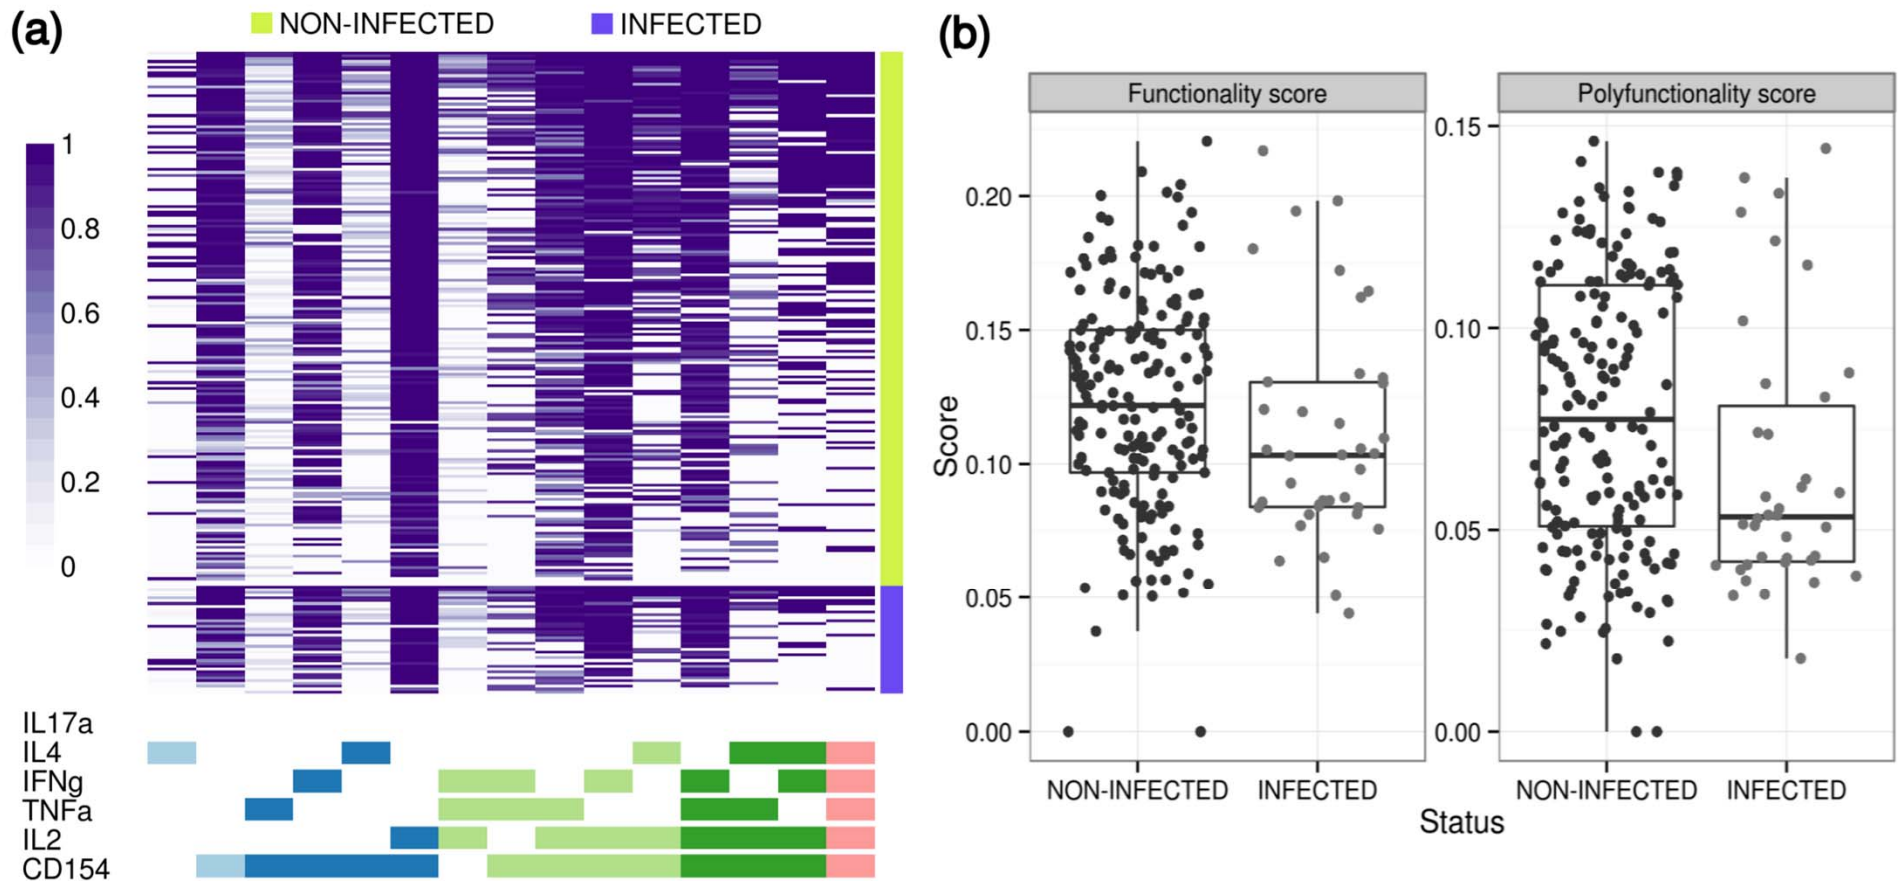 (a)
NON-INFECTED
INFECTED
1
0.8
0.6
0.4
0.2
0
IL17a
IL4
IFNg
TNFa
IL2
CD154
(b)
Functionality score
Polyfunctionality score
Score
0.20
0.15
0.10
0.05
0.00
0.15
0.10
0.05
0.00
NON-INFECTED
INFECTED
NON-INFECTED
INFECTED
Status